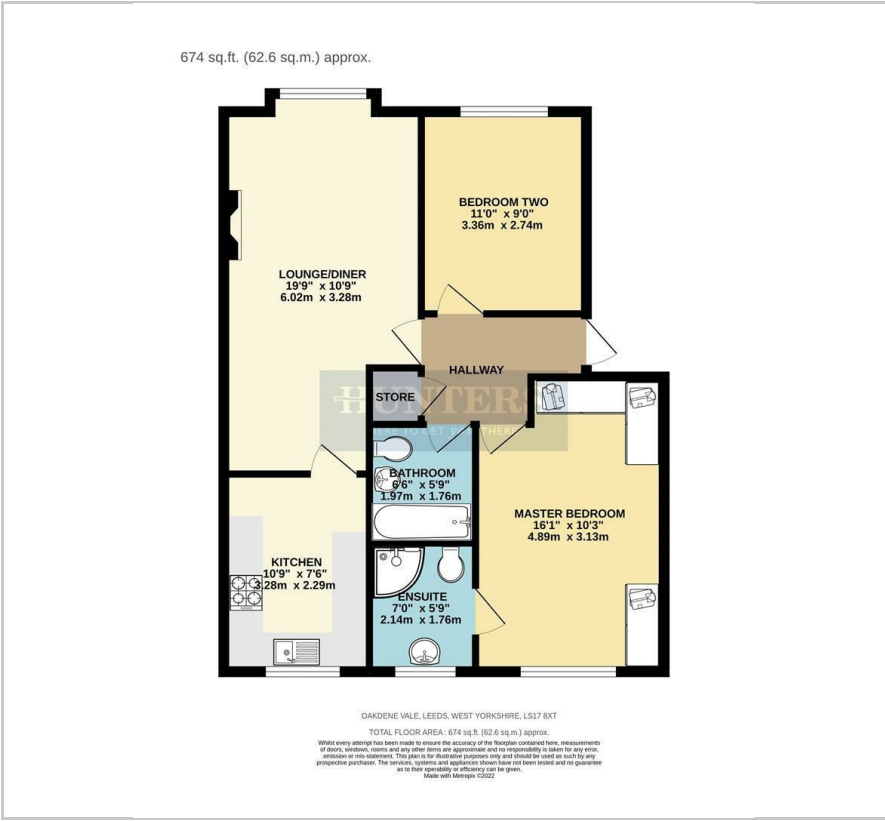 674 sq.ft. (62.6 sq.m.) approx.
BEDROOM TWO
11'0" x 9'0"
3.36m x 2.74m
LOUNGE/DINER
19'9" x 10'9"
6.02m x 3.28m
HALLWAY
STORE
HUNTERS
HERE TO GET YOU THERE
BATHROOM
6'6" x 5'9"
1.97m x 1.76m
MASTER BEDROOM
16'1" x 10'3"
4.89m x 3.13m
KITCHEN
10'9" x 7'6"
3.28m x 2.29m
ENSUITE
7'0" x 5'9"
2.14m x 1.76m
OAKDENE VALE, LEEDS, WEST YORKSHIRE, LS17 8XT
TOTAL FLOOR AREA : 674 sq.ft. (62.6 sq.m.) approx.
Whilst every attempt has been made to ensure the accuracy of the floorplan contained here, measurements
of doors, windows, rooms and any other items are approximate and no responsibility is taken for any error,
omission or mis-statement. This plan is for illustrative purposes only and should be used as such by any
prospective purchaser. The services, systems and appliances shown have not been tested and no guarantee
as to their operability or efficiency can be given.
Made with Metropix ©2022